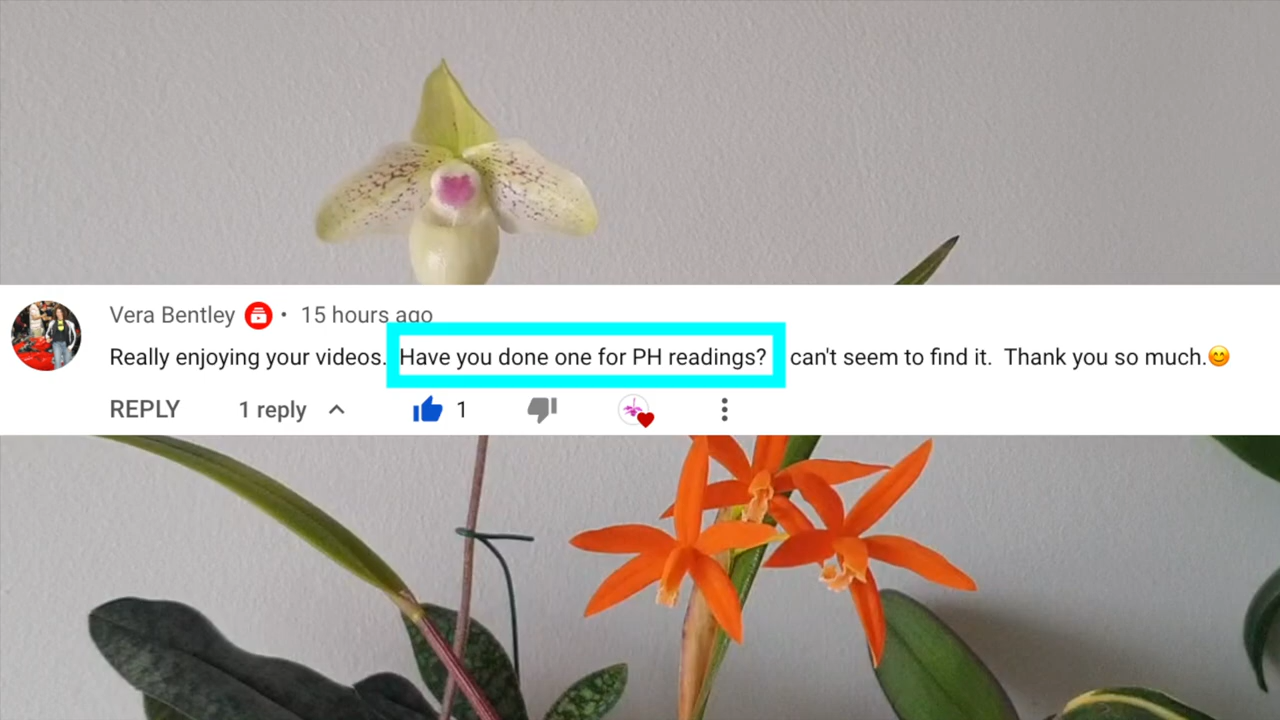 Vera Bentley • 15 hours ago
Really enjoying your videos. Have you done one for PH readings? can't seem to find it. Thank you so much.😊
REPLY 1 reply 1